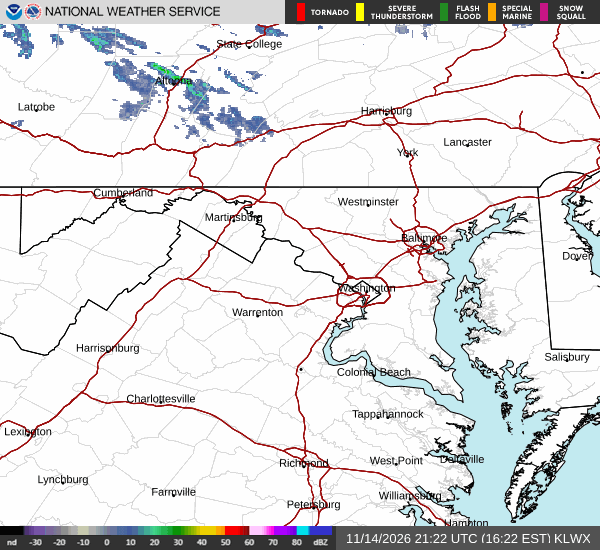 NATIONAL WEATHER SERVICE
TORNADO
SEVERE
THUNDERSTORM
FLASH
FLOOD
SPECIAL
MARINE
SNOW
SQUALL
State College
Altoona
Latrobe
Harrisburg
Lancaster
York
Cumberland
Martinsburg
Westminster
Baltimore
Dover
Washington
Warrenton
Harrisonburg
Salisbury
Colonial Beach
Charlottesville
Tappahannock
Lexington
Richmond
West Point
Deltaville
Lynchburg
Farmville
Williamsburg
Petersburg
Hampton
nd -30 -20 -10 0 10 20 30 40 50 60 70 80 dBZ
11/14/2026 21:22 UTC (16:22 EST) KLWX